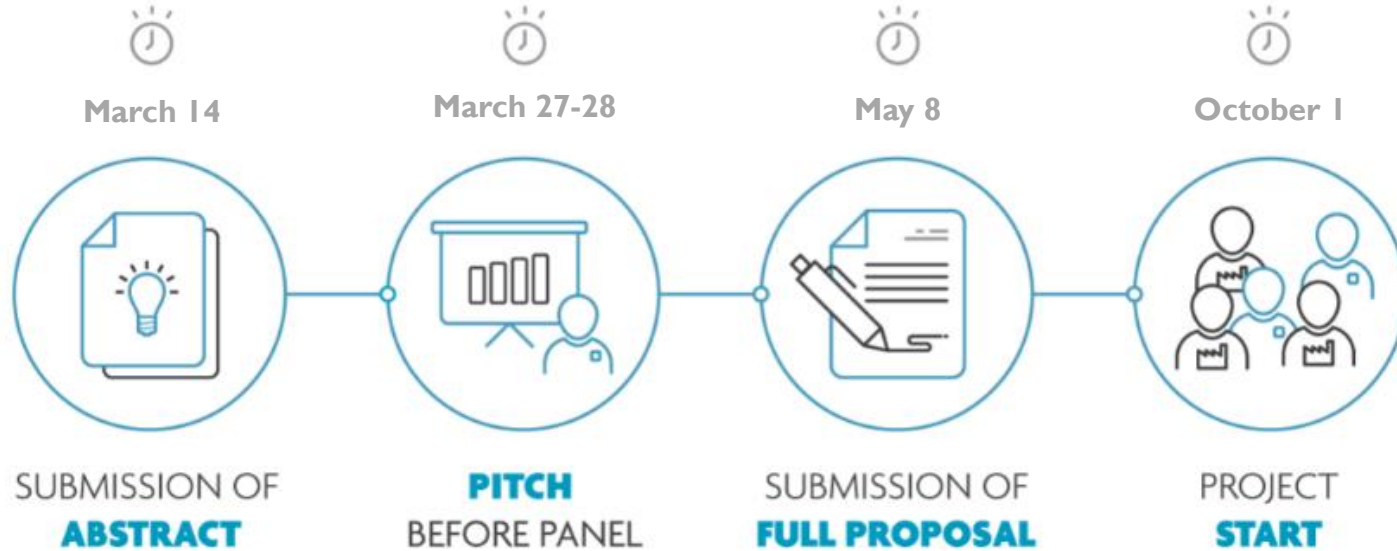 March 14
March 27-28
May 8
October 1
SUBMISSION OF
ABSTRACT
PITCH
BEFORE PANEL
SUBMISSION OF
FULL PROPOSAL
PROJECT
START